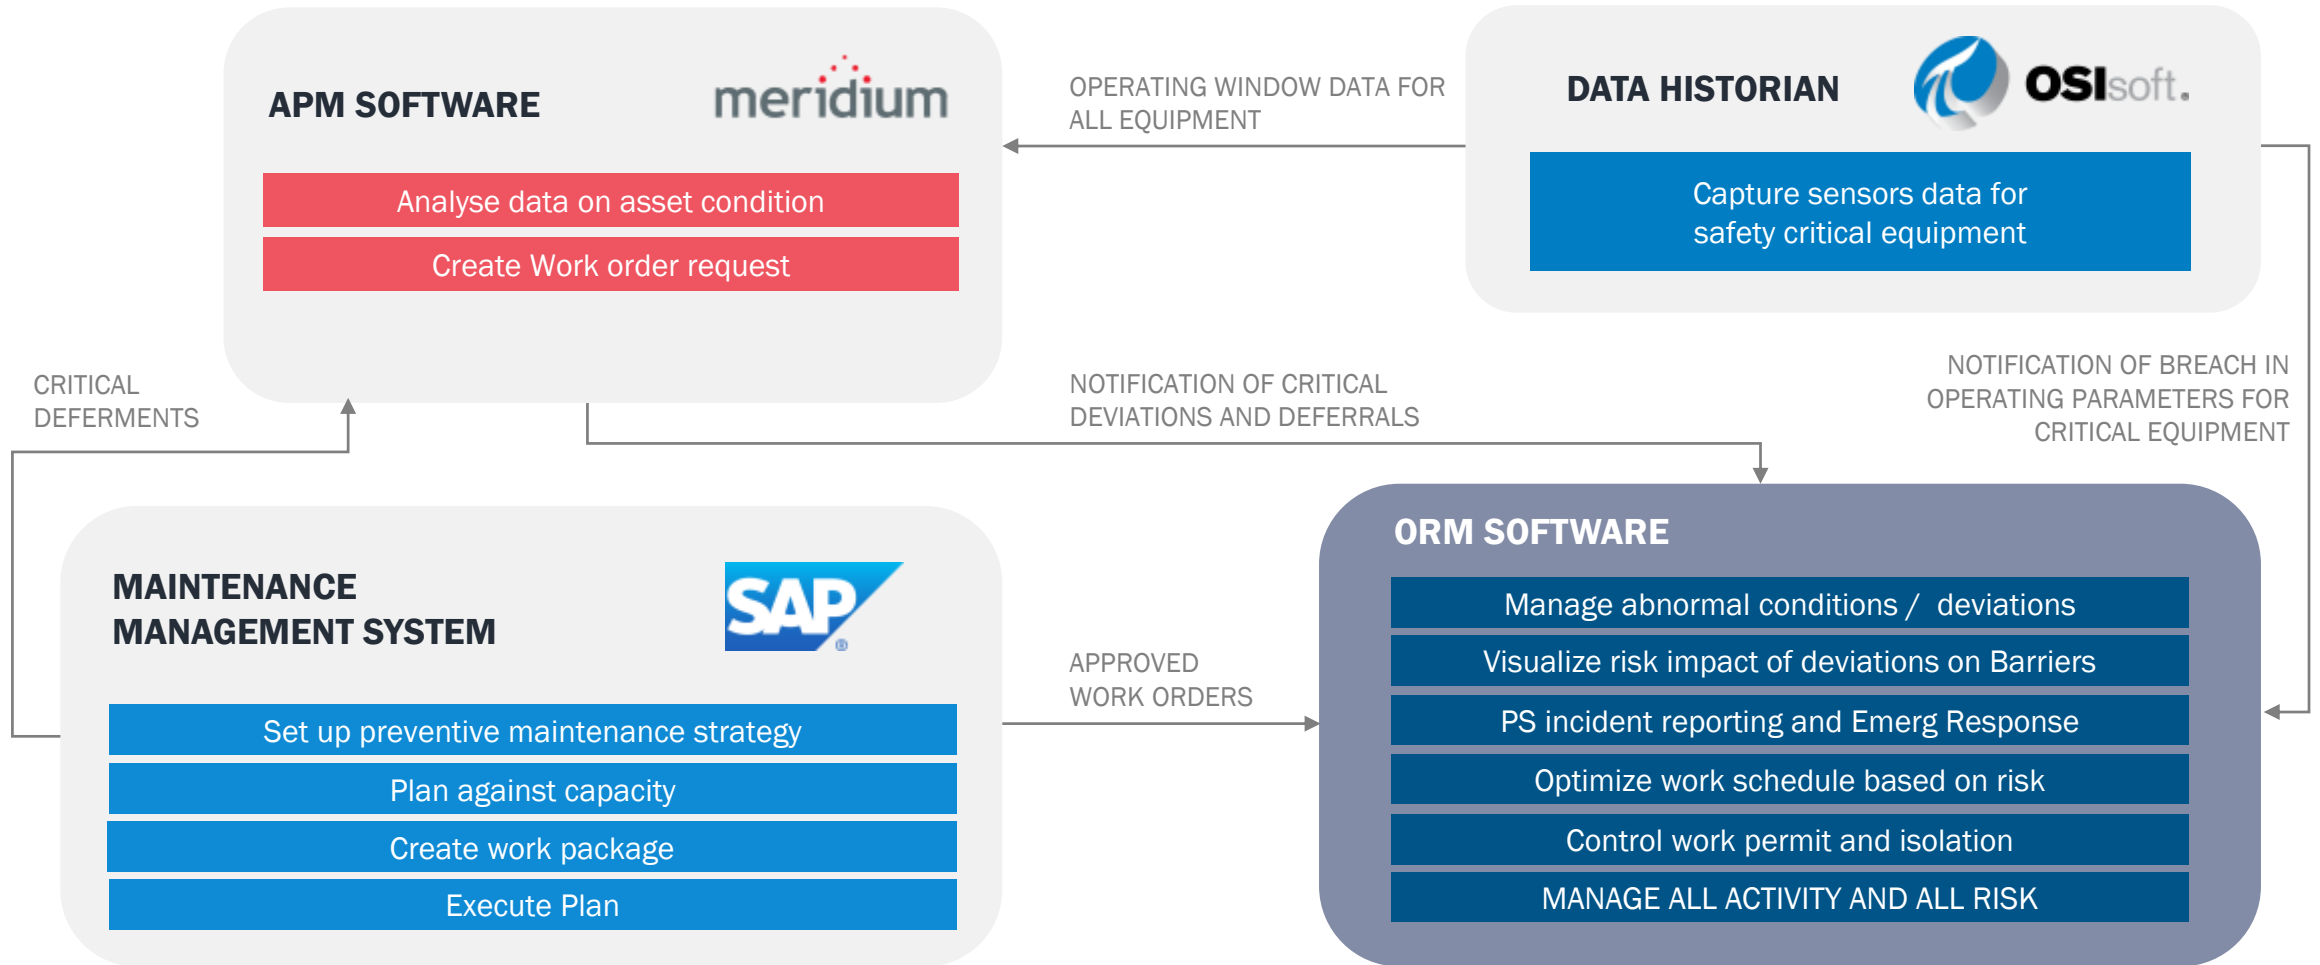 APM SOFTWARE
meridium
Analyse data on asset condition
Create Work order request
OPERATING WINDOW DATA FOR
ALL EQUIPMENT
DATA HISTORIAN
OSIsoft.
Capture sensors data for
safety critical equipment
CRITICAL
DEFERMENTS
NOTIFICATION OF CRITICAL
DEVIATIONS AND DEFERRALS
NOTIFICATION OF BREACH IN
OPERATING PARAMETERS FOR
CRITICAL EQUIPMENT
MAINTENANCE
MANAGEMENT SYSTEM
SAP
Set up preventive maintenance strategy
Plan against capacity
Create work package
Execute Plan
APPROVED
WORK ORDERS
ORM SOFTWARE
Manage abnormal conditions / deviations
Visualize risk impact of deviations on Barriers
PS incident reporting and Emerg Response
Optimize work schedule based on risk
Control work permit and isolation
MANAGE ALL ACTIVITY AND ALL RISK